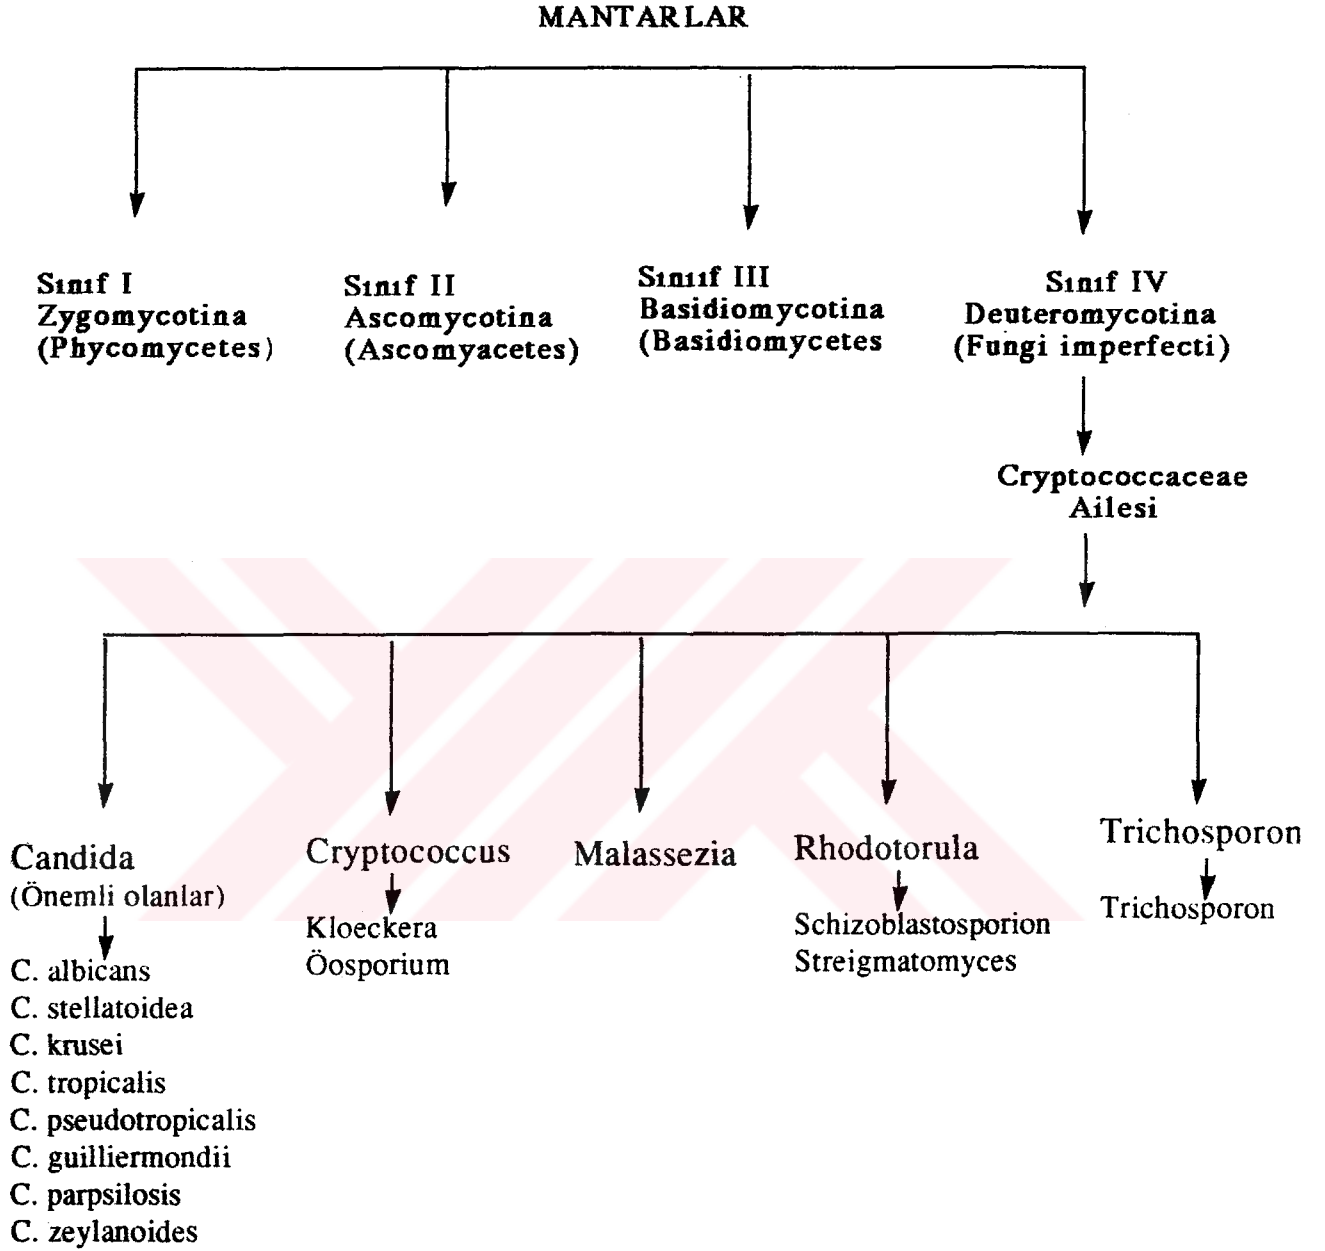 MANTARLAR
Sınıf I
Zygomycotina
(Phycomycetes)
Sınıf II
Ascomycotina
(Ascomyacetes)
Sınııf III
Basidiomycotina
(Basidiomycetes
Sınıf IV
Deuteromycotina
(Fungi imperfecti)
Cryptococcaceae
Ailesi
Candida
(Önemli olanlar)
C. albicans
C. stellatoidea
C. krusei
C. tropicalis
C. pseudotropicalis
C. guilliermondii
C. parpsilosis
C. zeylanoides
Cryptococcus
Kloeckera
Öosporium
Malassezia
Rhodotorula
Schizoblastosporion
Streigmatomyces
Trichosporon
Trichosporon